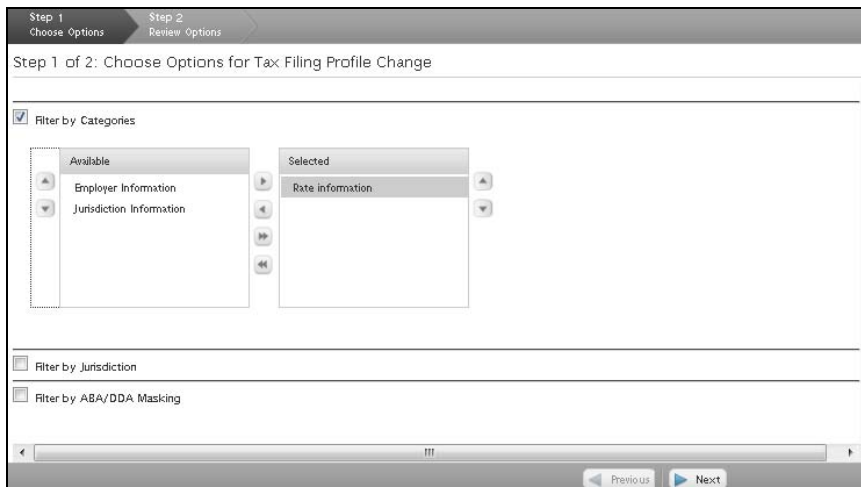 Step 1
Choose Options
Step 2
Review Options
Step 1 of 2: Choose Options for Tax Filing Profile Change
Filter by Categories
Available
Employer Information
Jurisdiction Information
Selected
Rate information
Filter by Jurisdiction
Filter by ABA/DDA Masking
Previous
Next